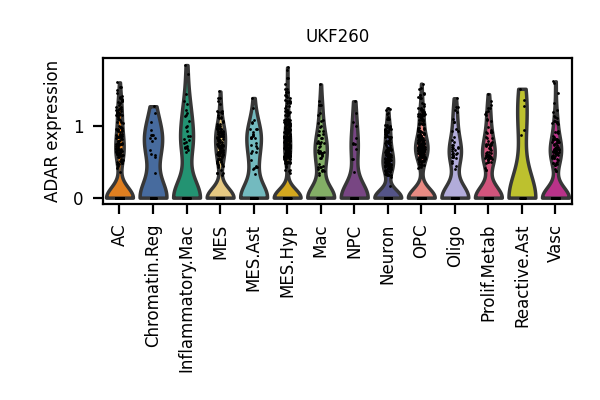 UKF260
ADAR expression
1
0
AC
Chromatin.Reg
Inflammatory.Mac
MES
MES.Ast
MES.Hyp
Mac
NPC
Neuron
OPC
Oligo
Prolif.Metab
Reactive.Ast
Vasc